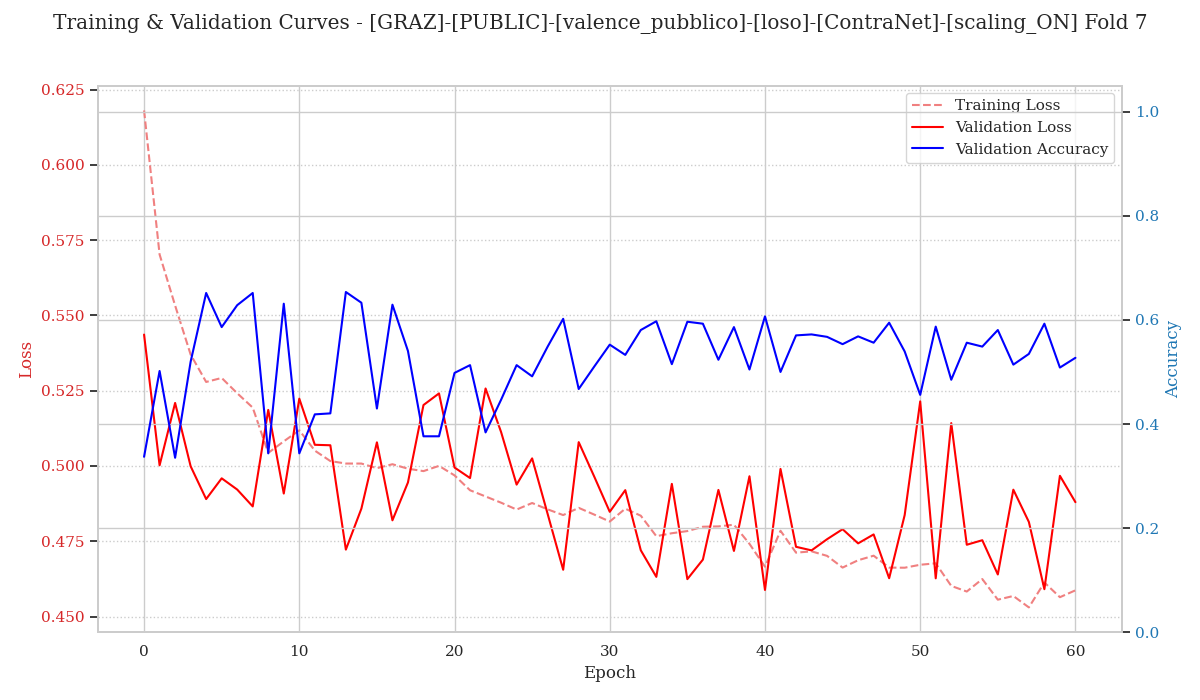 Training & Validation Curves - [GRAZ]-[PUBLIC]-[valence_pubblico]-[loso]-[ContraNet]-[scaling_ON] Fold 7
Training Loss
Validation Loss
Validation Accuracy
0.625
0.600
0.575
0.550
0.525
0.500
0.475
0.450
Loss
1.0
0.8
0.6
0.4
0.2
0.0
Accuracy
0 10 20 30 40 50 60
Epoch